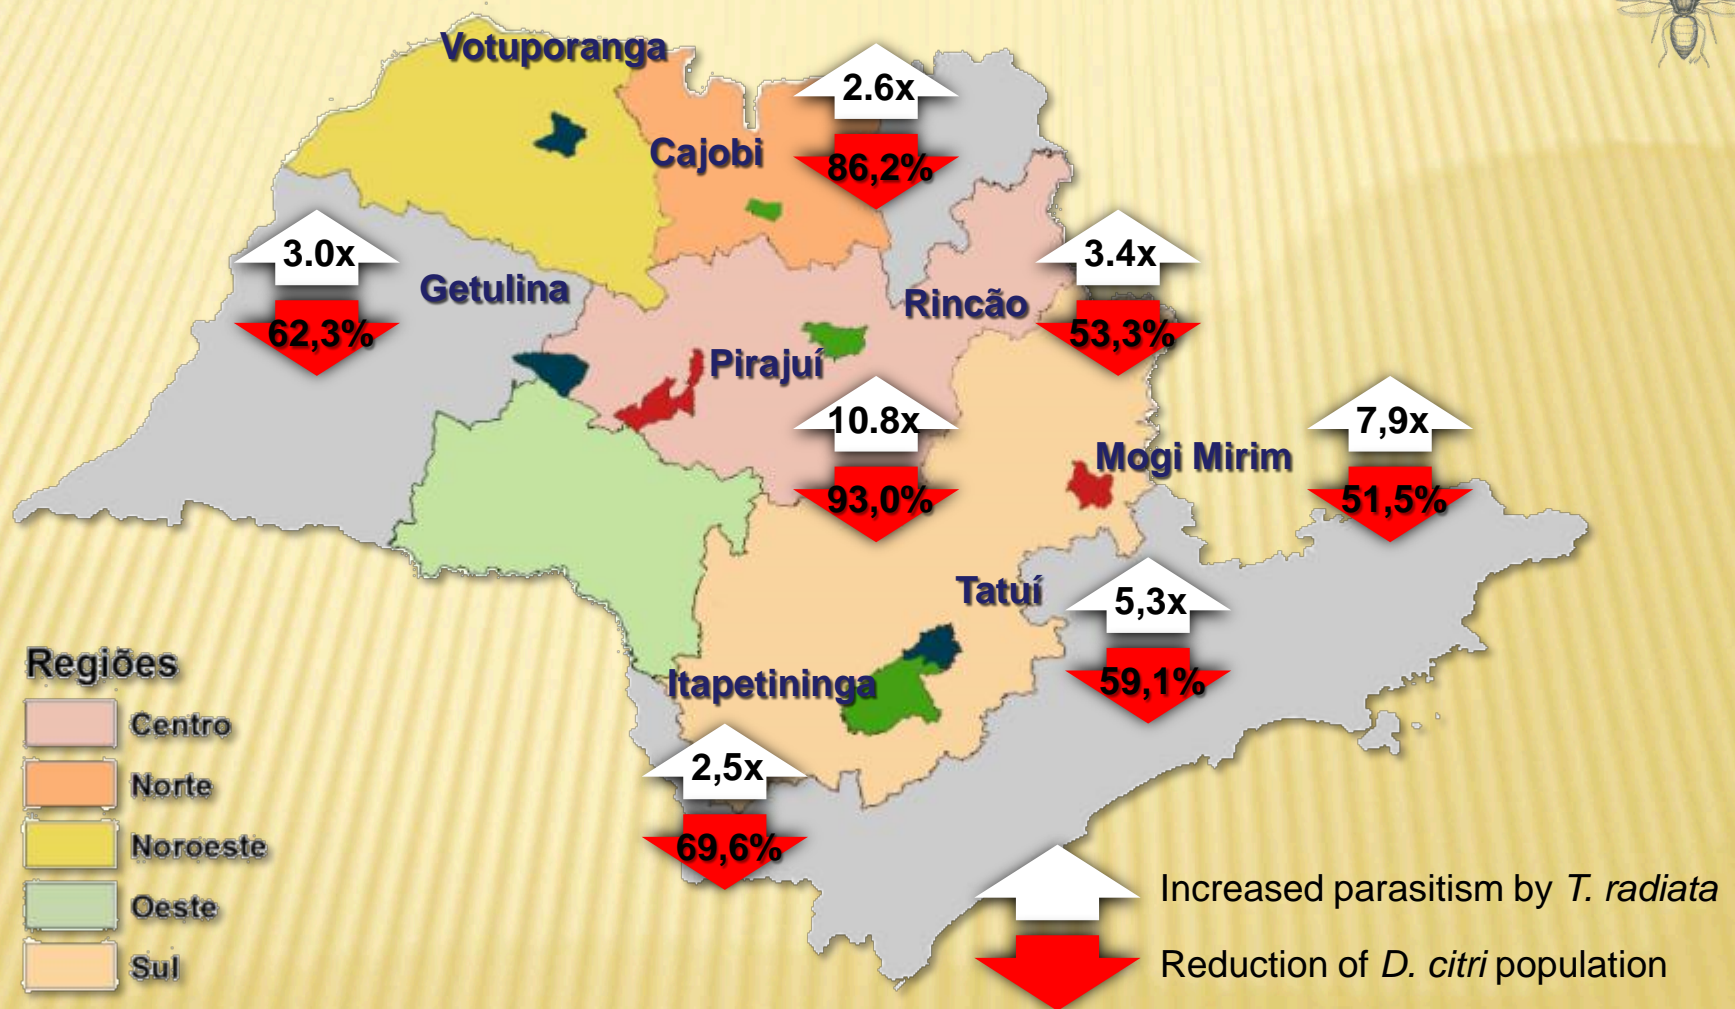 Votuporanga
2.6x
Cajobi
86,2%
3.0x
3.4x
Getulina
Rincão
62,3%
53,3%
Pirajuí
10.8x
7,9x
Mogi Mirim
93,0%
51,5%
Tatuí
5,3x
Itapetininga
59,1%
2,5x
69,6%
Regiões
Centro
Norte
Noroeste
Oeste
Sul
Increased parasitism by T. radiata
Reduction of D. citri population